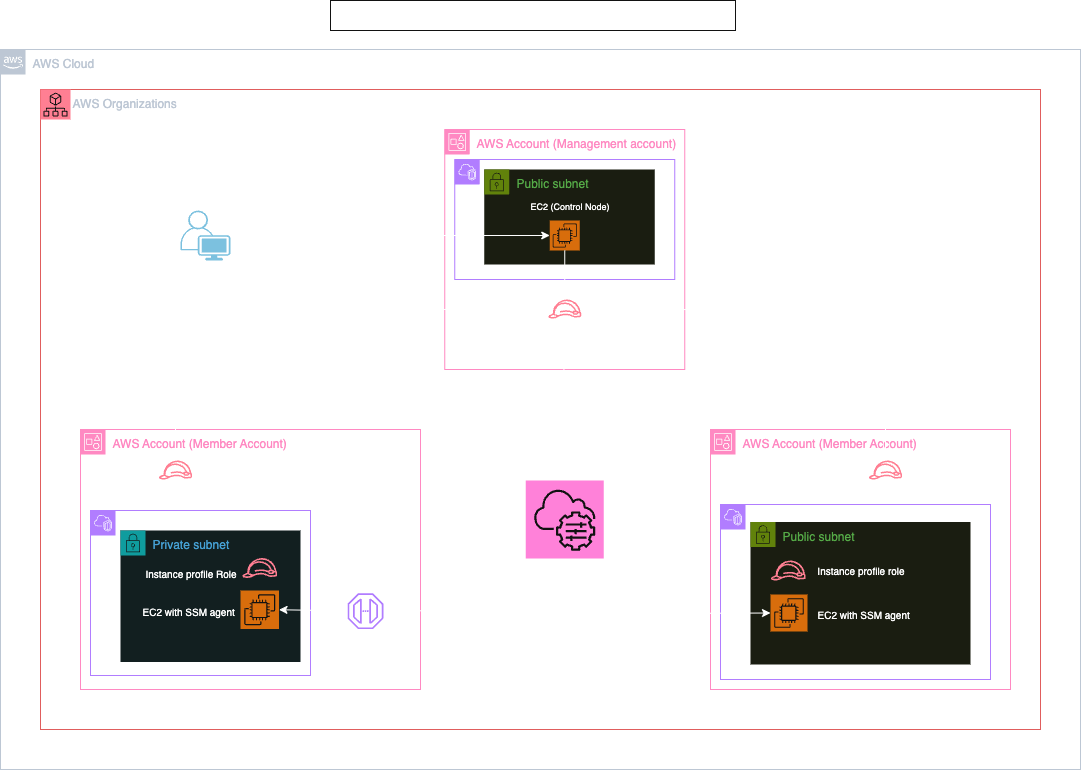 aws
AWS Cloud
AWS Organizations
AWS Account (Management account)
Public subnet
EC2 (Control Node)
AWS Account (Member Account)
AWS Account (Member Account)
Private subnet
Instance profile Role
EC2 with SSM agent
Public subnet
Instance profile role
EC2 with SSM agent